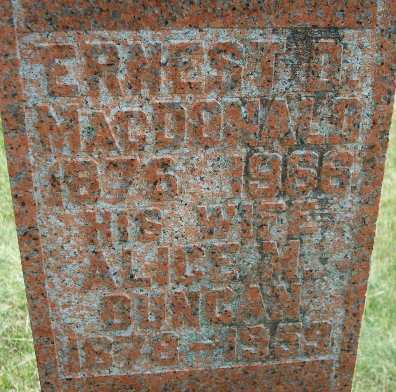 ERNEST D.
MACDONALD
1876 - 1966
HIS WIFE
ALICE M.
DUNCAN
1878 - 1959